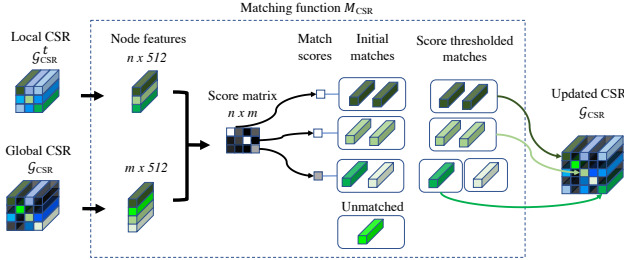 Matching function M_CSR
Local CSR
𝒢ᵗ_CSR
Node features
n x 512
Match
scores
Initial
matches
Score thresholded
matches
Score matrix
n x m
Updated CSR
𝒢_CSR
Global CSR
𝒢_CSR
m x 512
Unmatched